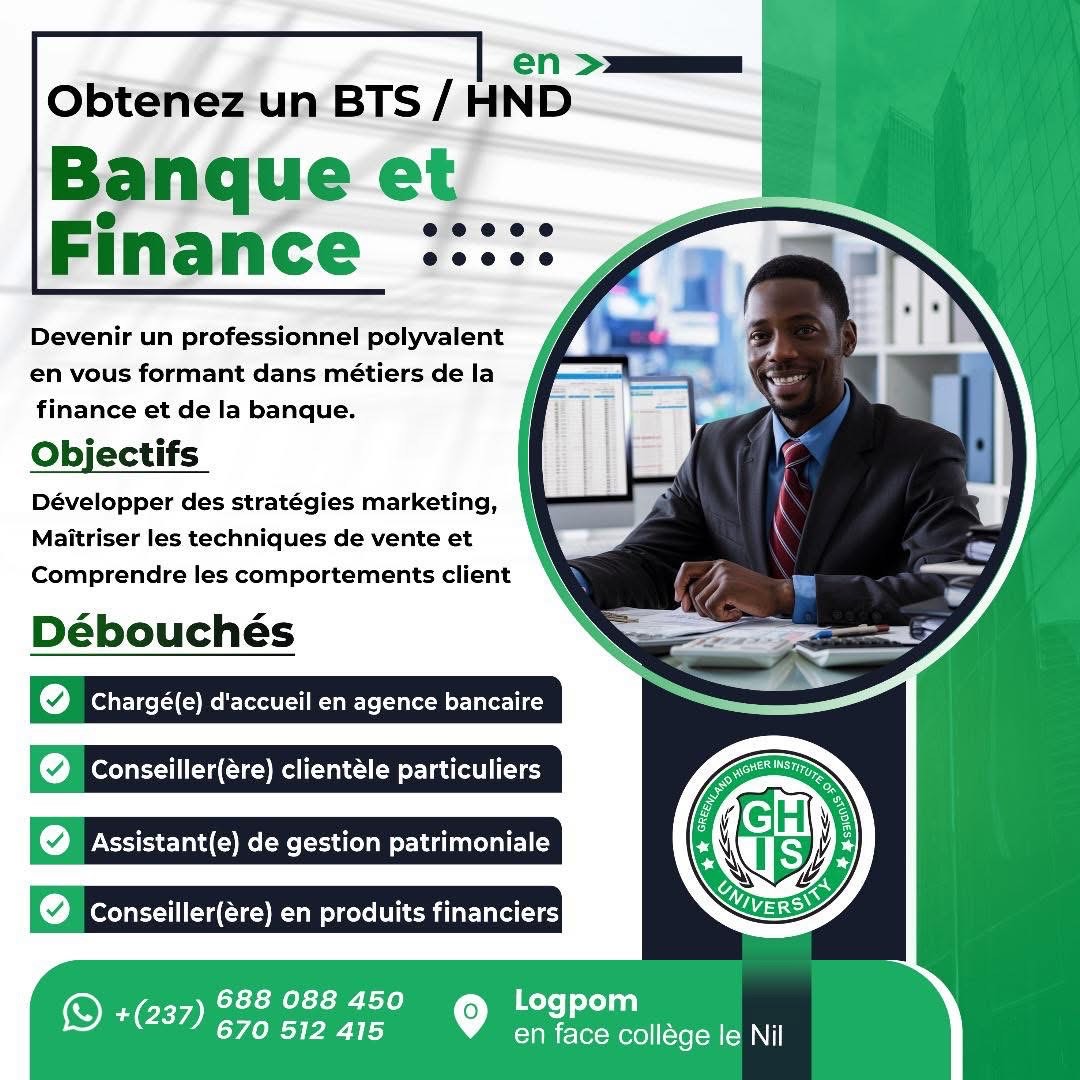 en
Obtenez un BTS / HND
Banque et
Finance
Devenir un professionnel polyvalent
en vous formant dans métiers de la
finance et de la banque.
Objectifs
Développer des stratégies marketing,
Maîtriser les techniques de vente et
Comprendre les comportements client
Débouchés
Chargé(e) d'accueil en agence bancaire
Conseiller(ère) clientèle particuliers
Assistant(e) de gestion patrimoniale
Conseiller(ère) en produits financiers
GREENLAND HIGHER INSTITUTE OF STUDIES
GH
IS
UNIVERSITY
+(237) 688 088 450
670 512 415
Logpom
en face collège le Nil